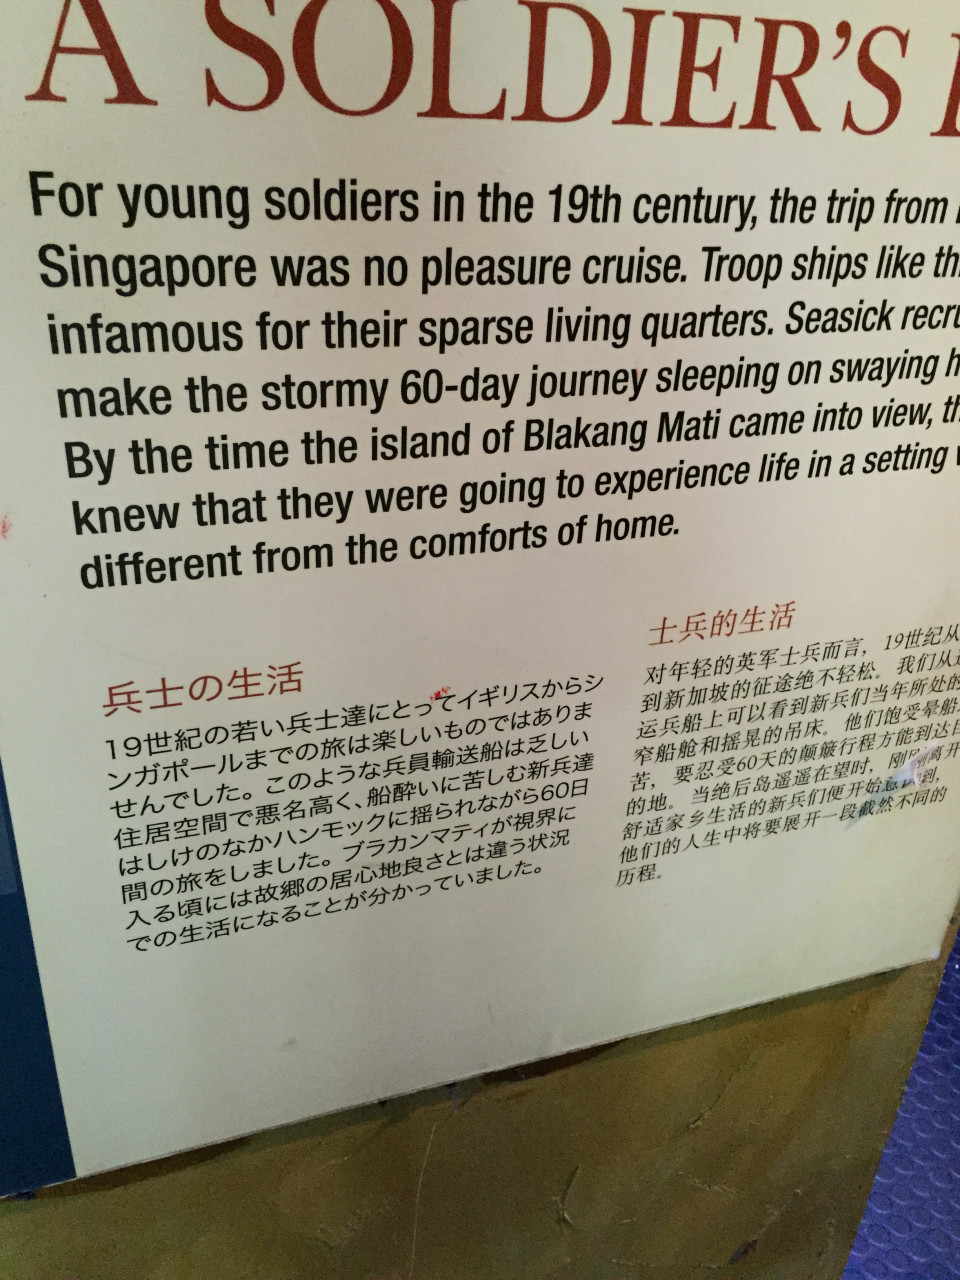 A SOLDIER'S
For young soldiers in the 19th century, the trip from
Singapore was no pleasure cruise. Troop ships like
infamous for their sparse living quarters. Seasick
make the stormy 60-day journey sleeping on swaying
By the time the island of Blakang Mati came into view,
knew that they were going to experience life in a setting
different from the comforts of home.
兵士の生活
19世紀の若い兵士達にとってイギリスからシ
ンガポールまでの旅は楽しいものではありま
せんでした。このような兵員輸送船は乏しい
住居空間で悪名高く、船酔いに苦しむ新兵達
はしけのなかハンモックに揺られながら60日
間の旅をしました。ブラカンマティが視界に
入る頃には故郷の居心地良さとは違う状況
での生活になることが分かっていました。
士兵的生活
对年轻的英军士兵而言，19世纪从
到新加坡的征途绝不轻松。我们从这
运兵船上可以看到新兵们当年所处的
窄船舱和摇晃的吊床。他们饱受晕船
苦，要忍受60天的颠簸行程方能到达目
的地。当绝后岛遥遥在望时，刚刚离开
舒适家乡生活的新兵们便开始意识到，
他们的人生中将要展开一段截然不同的
历程。